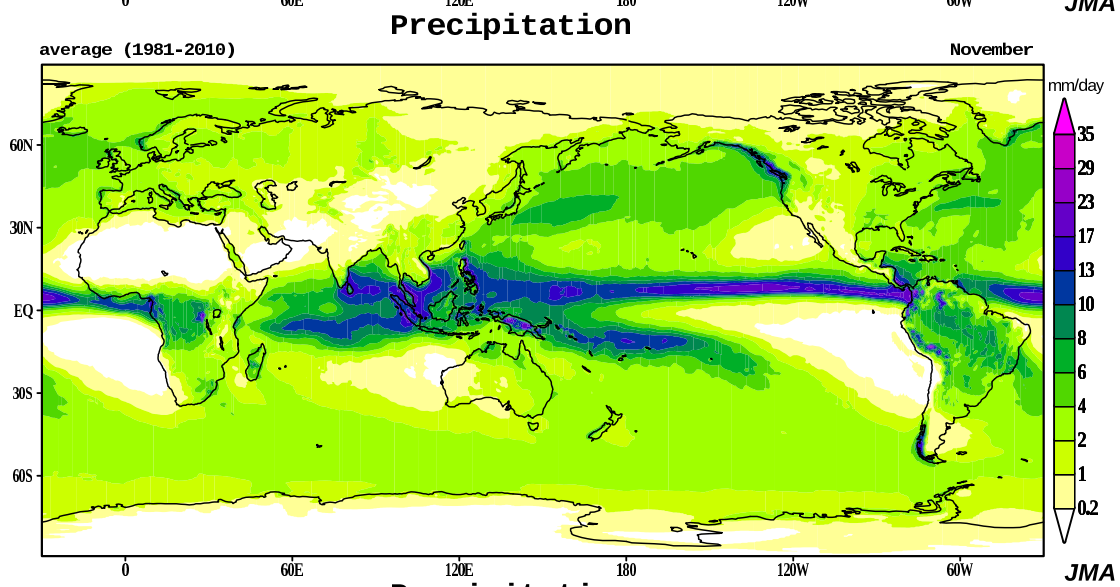 0 60E 120E 180 120W 60W JMA
Precipitation
average (1981-2010) November
mm/day
35
60N
29
23
30N
17
13
EQ 10
8
6
30S
4
2
60S
1
0.2
0 60E 120E 180 120W 60W JMA
Precipitation